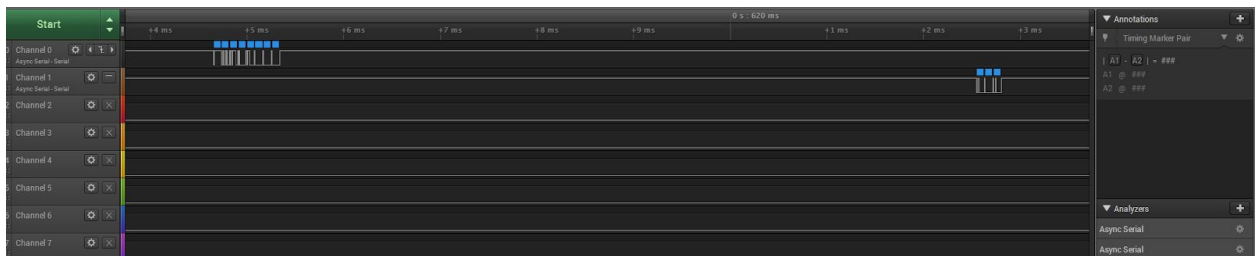 Start
0 s : 620 ms
+4 ms +5 ms +6 ms +7 ms +8 ms +9 ms +1 ms +2 ms +3 ms
Channel 0
Async Serial - Serial
Channel 1
Async Serial - Serial
Channel 2
Channel 3
Channel 4
Channel 5
Channel 6
Channel 7
Annotations
Timing Marker Pair
| A1 - A2 | = ###
A1 @ ###
A2 @ ###
Analyzers
Async Serial
Async Serial